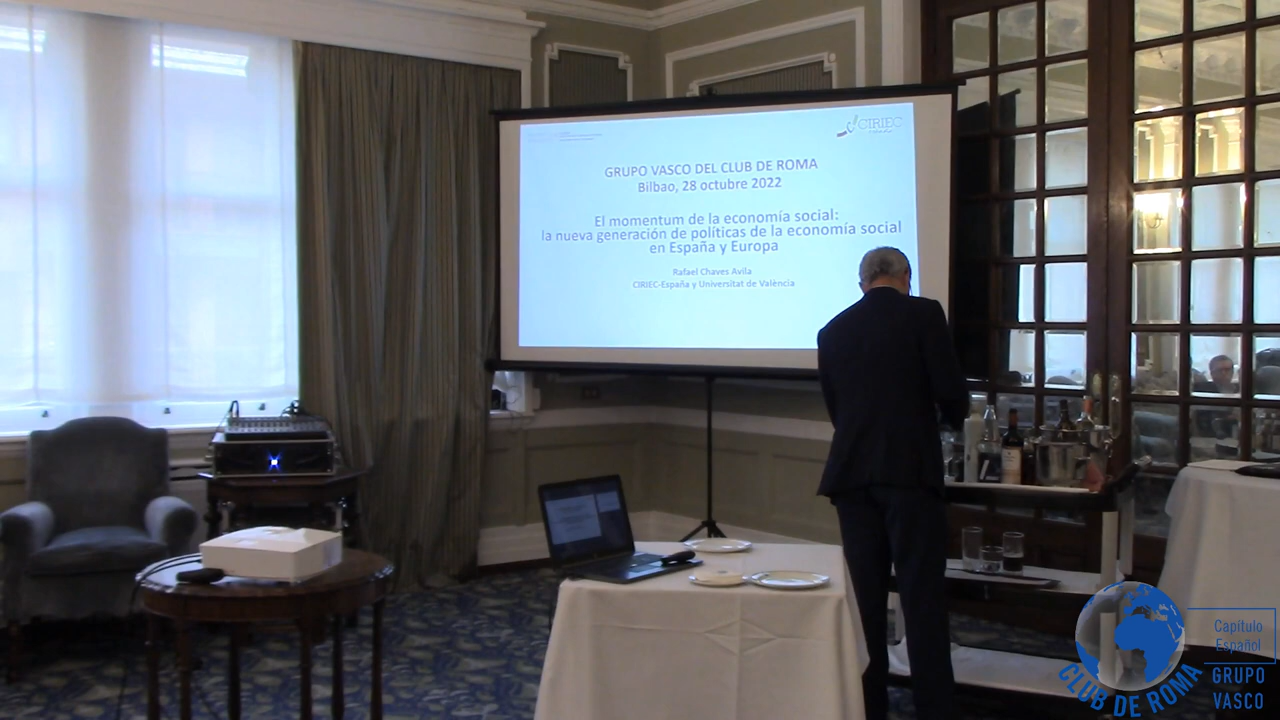 CIRIEC
GRUPO VASCO DEL CLUB DE ROMA
Bilbao, 28 octubre 2022
El momentum de la economía social:
la nueva generación de políticas de la economía social
en España y Europa
Rafael Chaves Avila
CIRIEC-España y Universitat de València
Capítulo
Español
GRUPO
VASCO
CLUB DE ROMA